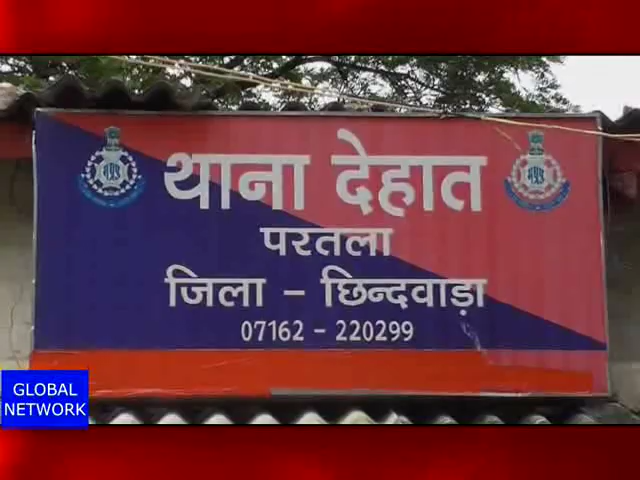 थाना देहात
परतला
जिला - छिन्दवाड़ा
07162 - 220299
GLOBAL
NETWORK